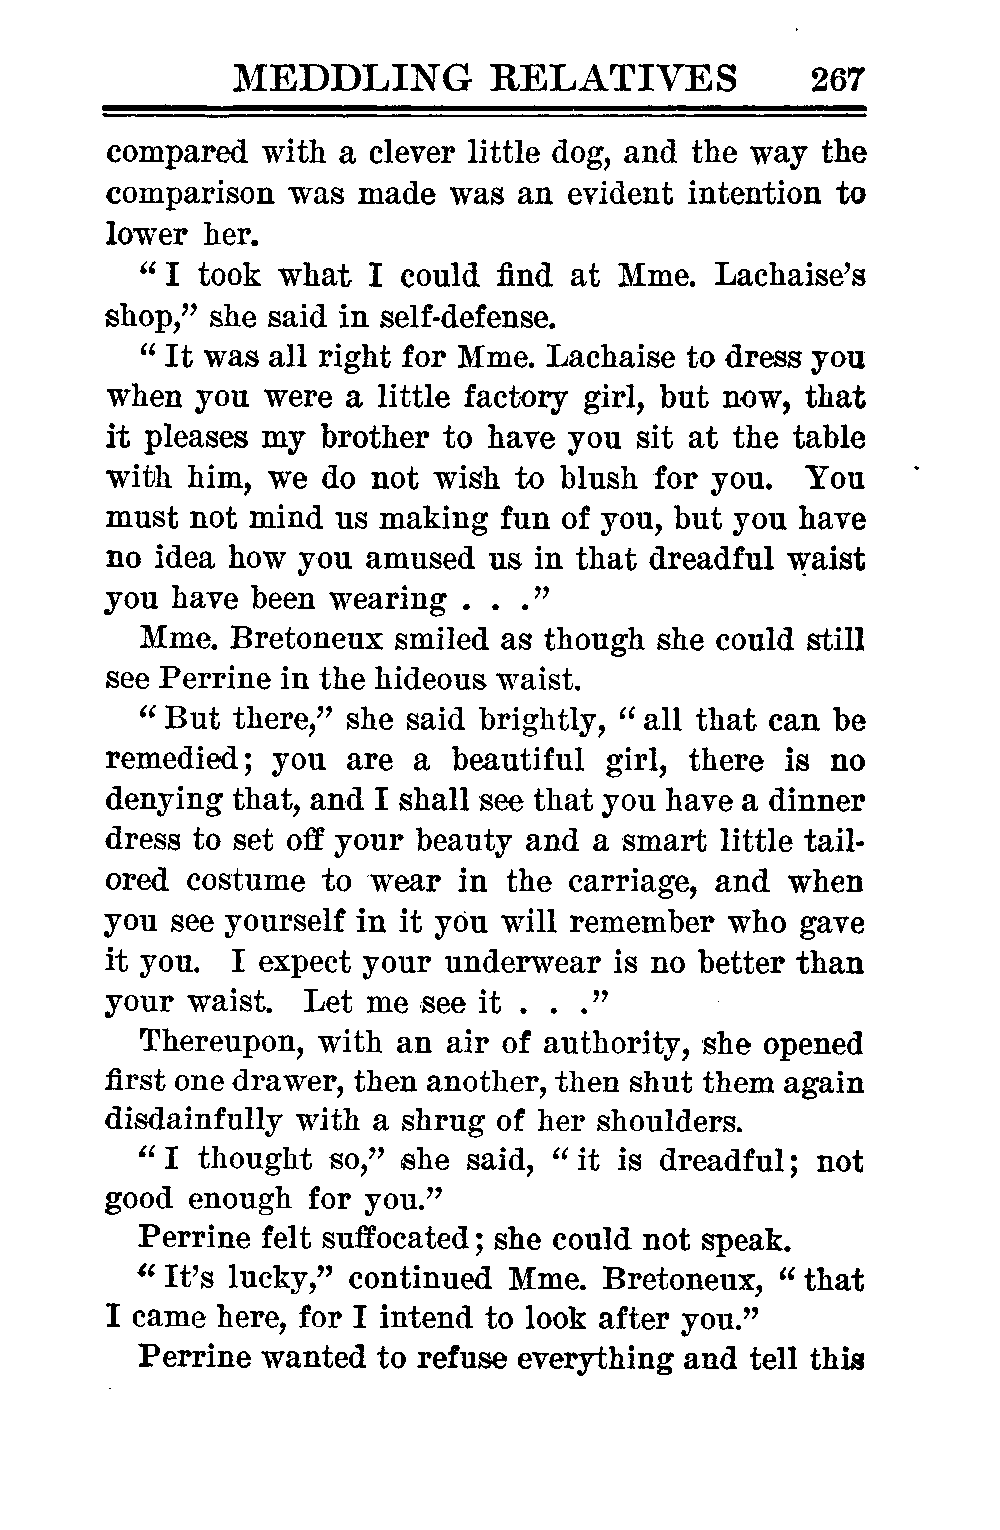 MEDDLING RELATIVES 267
compared with a clever little dog, and the way the
comparison was made was an evident intention to
lower her.
“ I took what I could find at Mme. Lachaise’s
shop,” she said in self-defense.
“ It was all right for Mme. Lachaise to dress you
when you were a little factory girl, but now, that
it pleases my brother to have you sit at the table
with him, we do not wish to blush for you. You
must not mind us making fun of you, but you have
no idea how you amused us in that dreadful waist
you have been wearing . . .”
Mme. Bretoneux smiled as though she could still
see Perrine in the hideous waist.
“ But there,” she said brightly, “ all that can be
remedied; you are a beautiful girl, there is no
denying that, and I shall see that you have a dinner
dress to set off your beauty and a smart little tail-
ored costume to wear in the carriage, and when
you see yourself in it you will remember who gave
it you. I expect your underwear is no better than
your waist. Let me see it . . .”
Thereupon, with an air of authority, she opened
first one drawer, then another, then shut them again
disdainfully with a shrug of her shoulders.
“ I thought so,” she said, “ it is dreadful; not
good enough for you.”
Perrine felt suffocated; she could not speak.
“ It’s lucky,” continued Mme. Bretoneux, “ that
I came here, for I intend to look after you.”
Perrine wanted to refuse everything and tell this